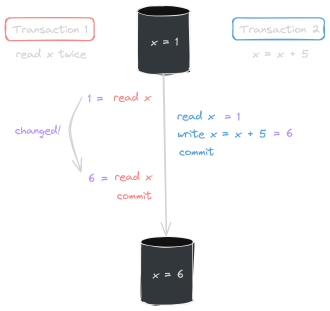 Transaction 1
read x twice
x = 1
Transaction 2
x = x + 5
1 = read x
changed!
read x = 1
write x = x + 5 = 6
commit
6 = read x
commit
x = 6